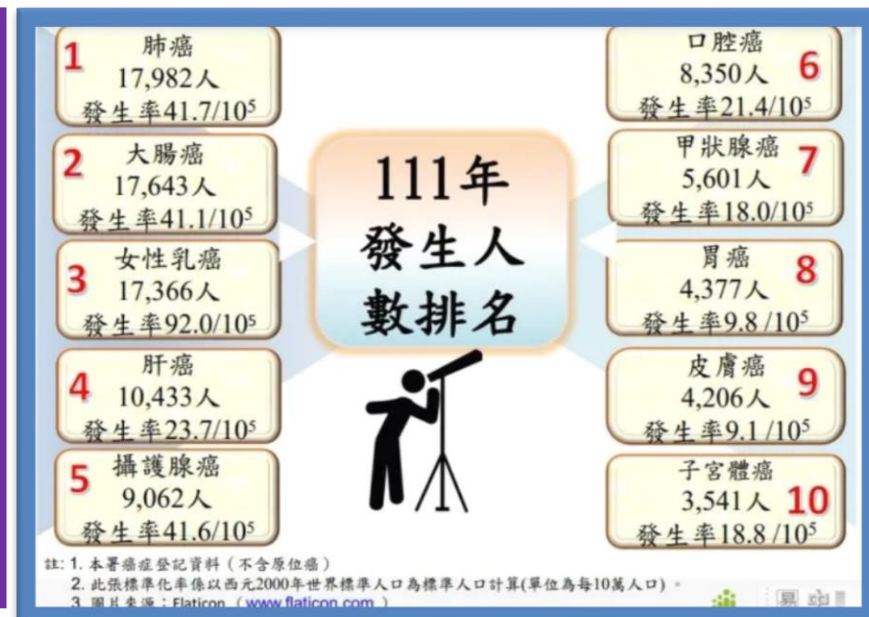 1
肺癌
17,982人
發生率41.7/10⁵
2
大腸癌
17,643人
發生率41.1/10⁵
3
女性乳癌
17,366人
發生率92.0/10⁵
4
肝癌
10,433人
發生率23.7/10⁵
5
攝護腺癌
9,062人
發生率41.6/10⁵
111年
發生人
數排名
口腔癌
8,350人 6
發生率21.4/10⁵
甲狀腺癌 7
5,601人
發生率18.0/10⁵
胃癌 8
4,377人
發生率9.8 /10⁵
皮膚癌 9
4,206人
發生率9.1 /10⁵
子宮體癌
3,541人 10
發生率18.8 /10⁵
註: 1. 本署癌症登記資料（不含原位癌）
2. 此張標準化率係以西元2000年世界標準人口為標準人口計算(單位為每10萬人口)。
3. 圖片來源：Flaticon （www.flaticon.com ）